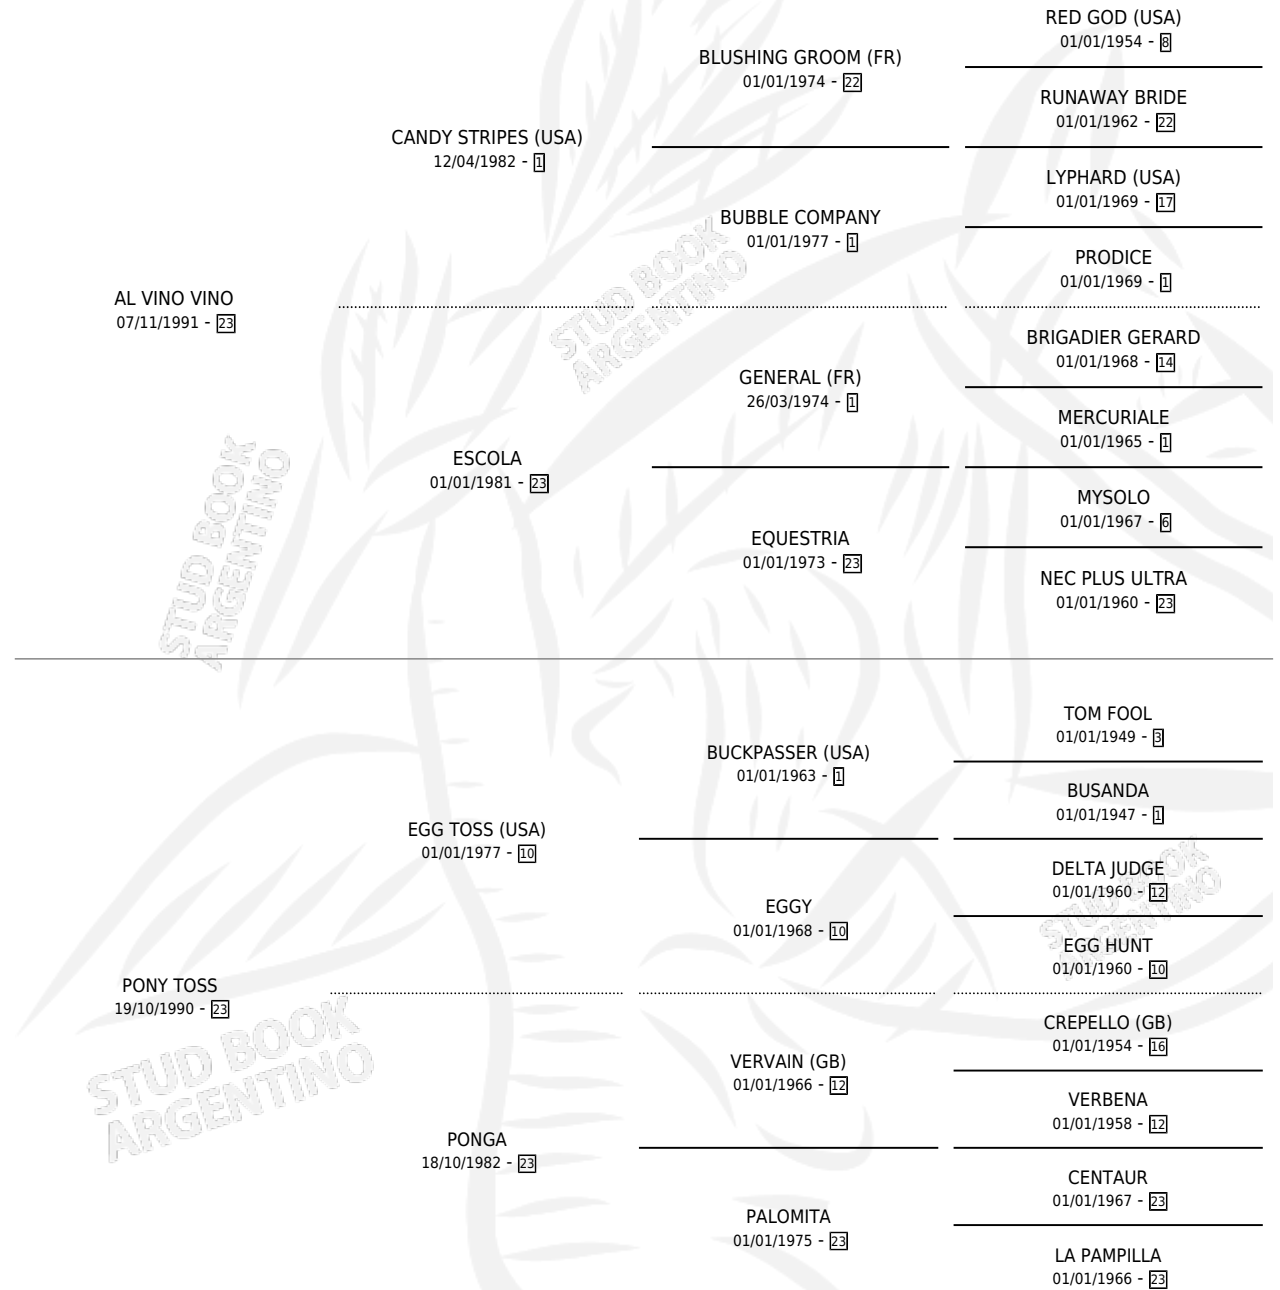 RED GOD (USA)
01/01/1954 - 8
BLUSHING GROOM (FR)
01/01/1974 - 22
RUNAWAY BRIDE
01/01/1962 - 22
CANDY STRIPES (USA)
12/04/1982 - 1
LYPHARD (USA)
01/01/1969 - 17
BUBBLE COMPANY
01/01/1977 - 1
PRODICE
01/01/1969 - 1
AL VINO VINO
07/11/1991 - 23
STUD BOOK
ARGENTINO
BRIGADIER GERARD
01/01/1968 - 14
GENERAL (FR)
26/03/1974 - 1
MERCURIALE
01/01/1965 - 1
ESCOLA
01/01/1981 - 23
MYSOLO
01/01/1967 - 6
EQUESTRIA
01/01/1973 - 23
NEC PLUS ULTRA
01/01/1960 - 23
STUD BOOK
ARGENTINO
TOM FOOL
01/01/1949 - 3
BUCKPASSER (USA)
01/01/1963 - 1
BUSANDA
01/01/1947 - 1
EGG TOSS (USA)
01/01/1977 - 10
DELTA JUDGE
01/01/1960 - 12
EGGY
01/01/1968 - 10
STUD BOOK
ARGENTINO
EGG HUNT
01/01/1960 - 10
PONY TOSS
19/10/1990 - 23
STUD BOOK
ARGENTINO
CREPELLO (GB)
01/01/1954 - 16
VERVAIN (GB)
01/01/1966 - 12
VERBENA
01/01/1958 - 12
PONGA
18/10/1982 - 23
CENTAUR
01/01/1967 - 23
PALOMITA
01/01/1975 - 23
LA PAMPILLA
01/01/1966 - 23